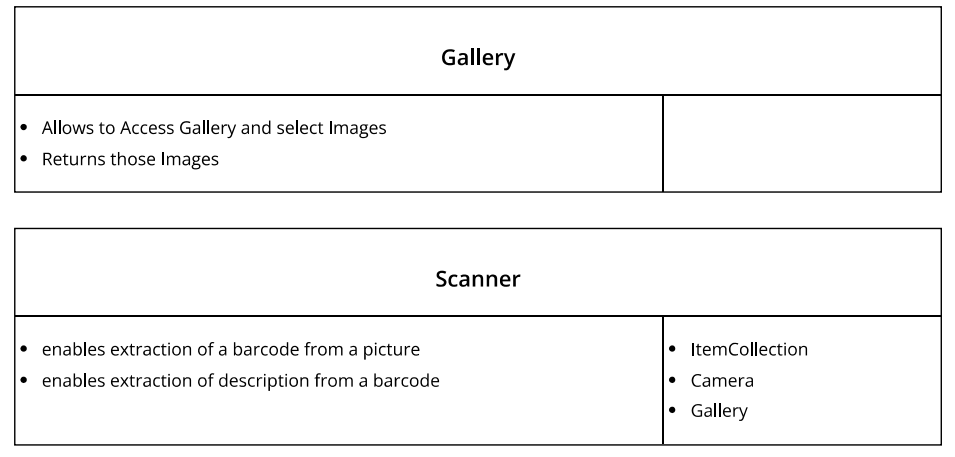 Gallery
Allows to Access Gallery and select Images
Returns those Images
Scanner
enables extraction of a barcode from a picture
enables extraction of description from a barcode
ItemCollection
Camera
Gallery